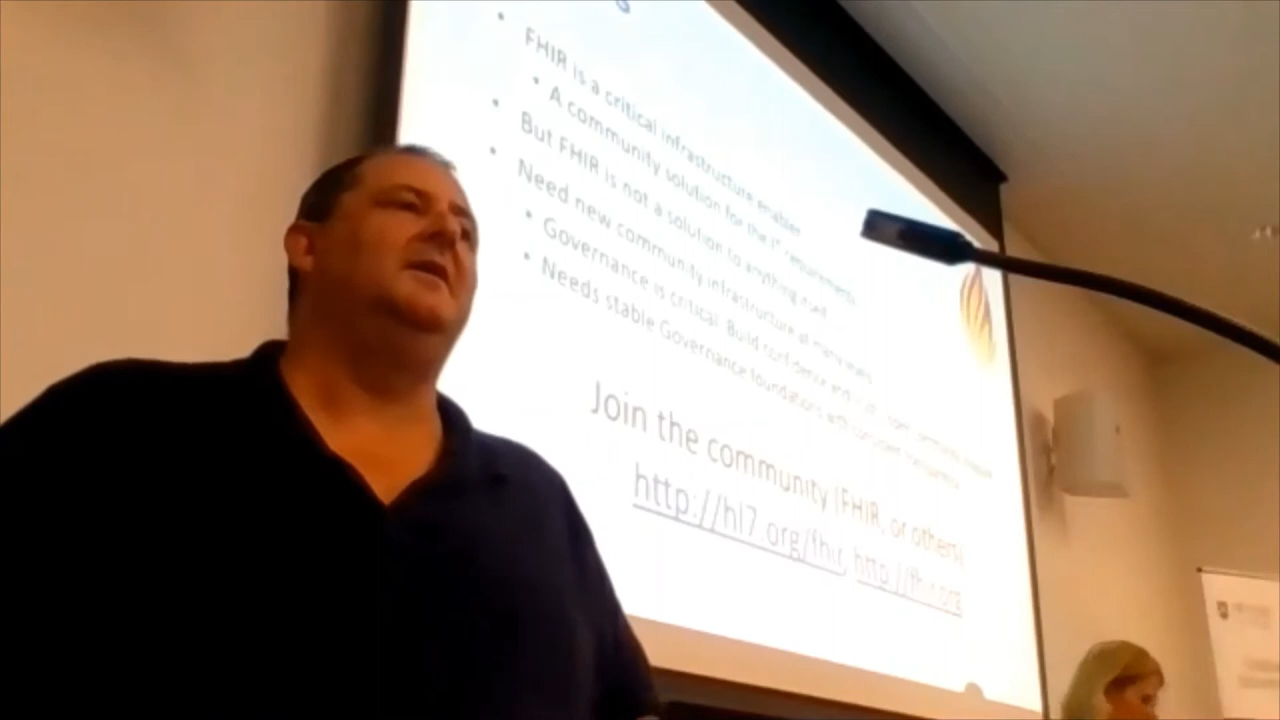 FHIR is a critical infrastructure enabler
A community solution for the IT requirements
But FHIR is not a solution to anything itself
Need new community infrastructure at many levels
Governance is critical. Build confidence and
Needs stable Governance foundations with consistent transparency
Join the community (FHIR, or others)
http://hl7.org/fhir, http://fhir.org